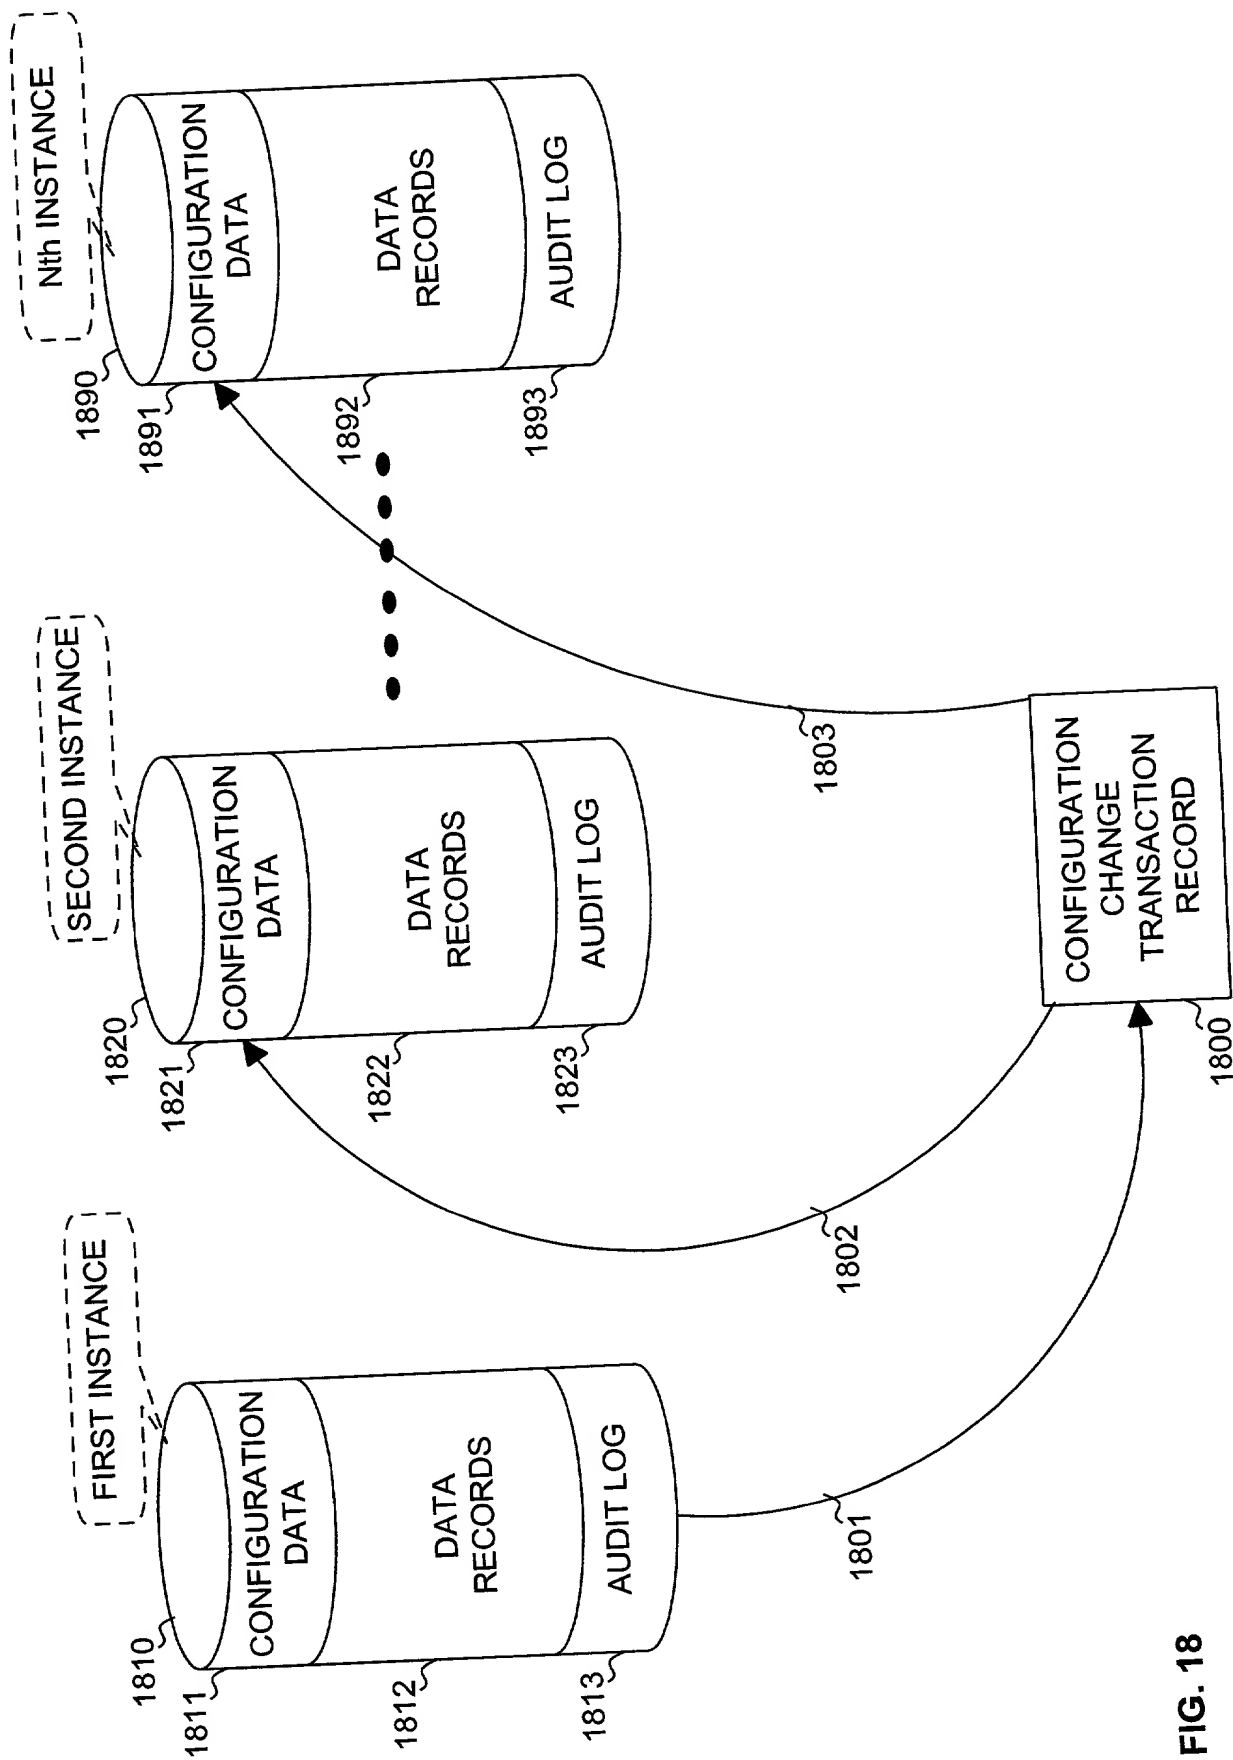 FIRST INSTANCE
1810
1811
CONFIGURATION
DATA
1812
DATA
RECORDS
1813
AUDIT LOG
SECOND INSTANCE
1820
1821
CONFIGURATION
DATA
1822
DATA
RECORDS
1823
AUDIT LOG
Nth INSTANCE
1890
1891
CONFIGURATION
DATA
1892
DATA
RECORDS
1893
AUDIT LOG
1801
1802
1803
CONFIGURATION
CHANGE
TRANSACTION
RECORD
1800
FIG. 18